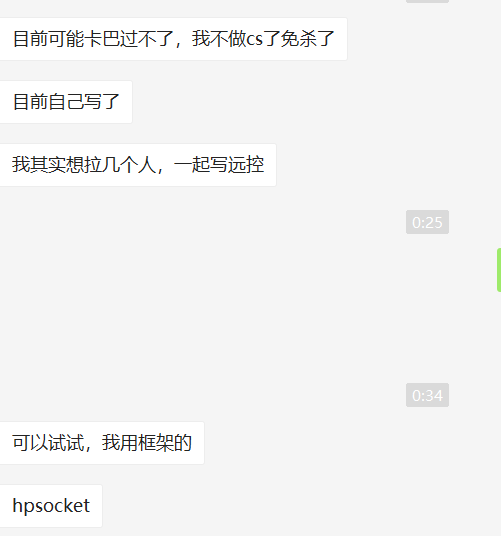 目前可能卡巴过不了，我不做cs了免杀了
目前自己写了
我其实想拉几个人，一起写远控
0:25
0:34
可以试试，我用框架的
hpsocket